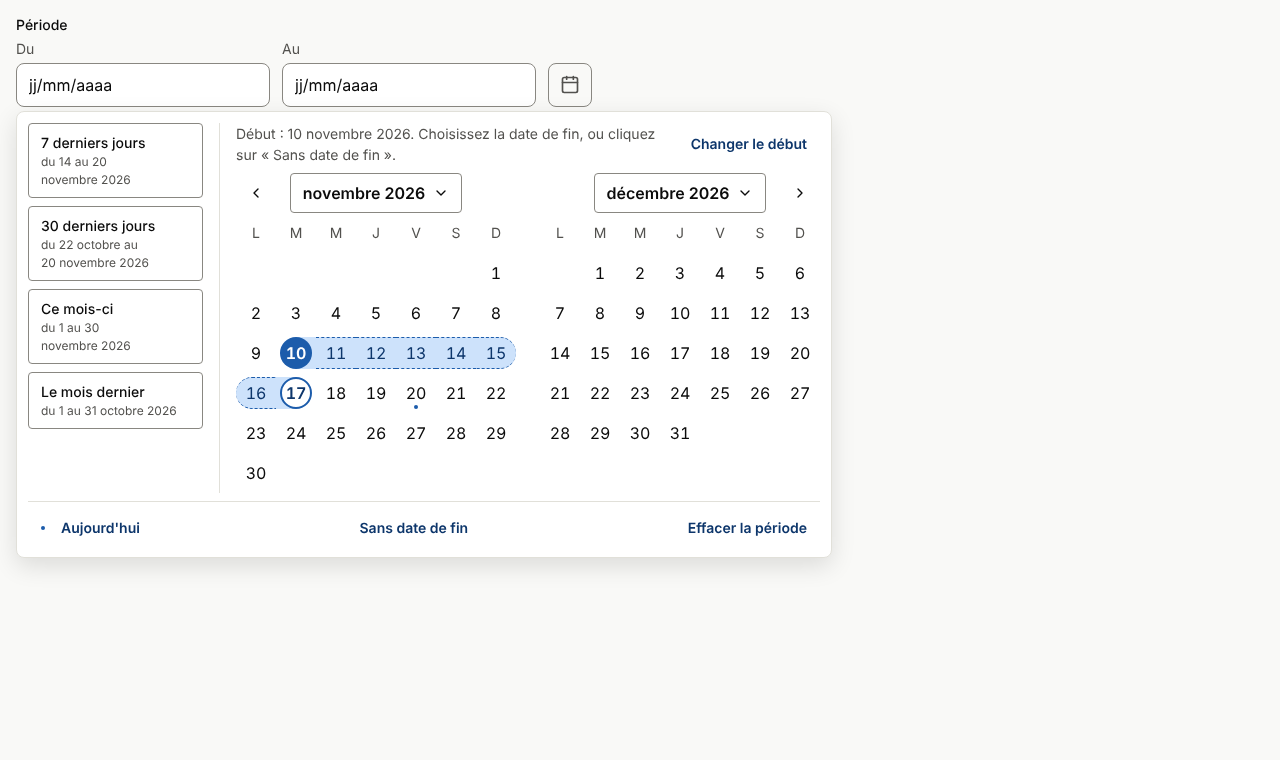 Période
Du
Au
jj/mm/aaaa
jj/mm/aaaa
7 derniers jours
du 14 au 20
novembre 2026
30 derniers jours
du 22 octobre au
20 novembre 2026
Ce mois-ci
du 1 au 30
novembre 2026
Le mois dernier
du 1 au 31 octobre 2026
Début : 10 novembre 2026. Choisissez la date de fin, ou cliquez
sur « Sans date de fin ».
Changer le début
novembre 2026
L M M J V S D
1
2 3 4 5 6 7 8
9 10 11 12 13 14 15
16 17 18 19 20 21 22
23 24 25 26 27 28 29
30
décembre 2026
L M M J V S D
1 2 3 4 5 6
7 8 9 10 11 12 13
14 15 16 17 18 19 20
21 22 23 24 25 26 27
28 29 30 31
Aujourd'hui
Sans date de fin
Effacer la période